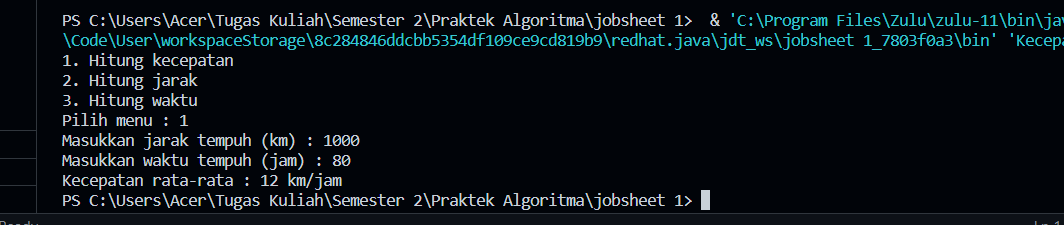 PS C:\Users\Acer\Tugas Kuliah\Semester 2\Praktek Algoritma\jobsheet 1>  & 'C:\Program Files\Zulu\zulu-11\bin\jav
\Code\User\workspaceStorage\8c284846ddcbb5354df109ce9cd819b9\redhat.java\jdt_ws\jobsheet 1_7803f0a3\bin' 'Kecepa
1. Hitung kecepatan
2. Hitung jarak
3. Hitung waktu
Pilih menu : 1
Masukkan jarak tempuh (km) : 1000
Masukkan waktu tempuh (jam) : 80
Kecepatan rata-rata : 12 km/jam
PS C:\Users\Acer\Tugas Kuliah\Semester 2\Praktek Algoritma\jobsheet 1>